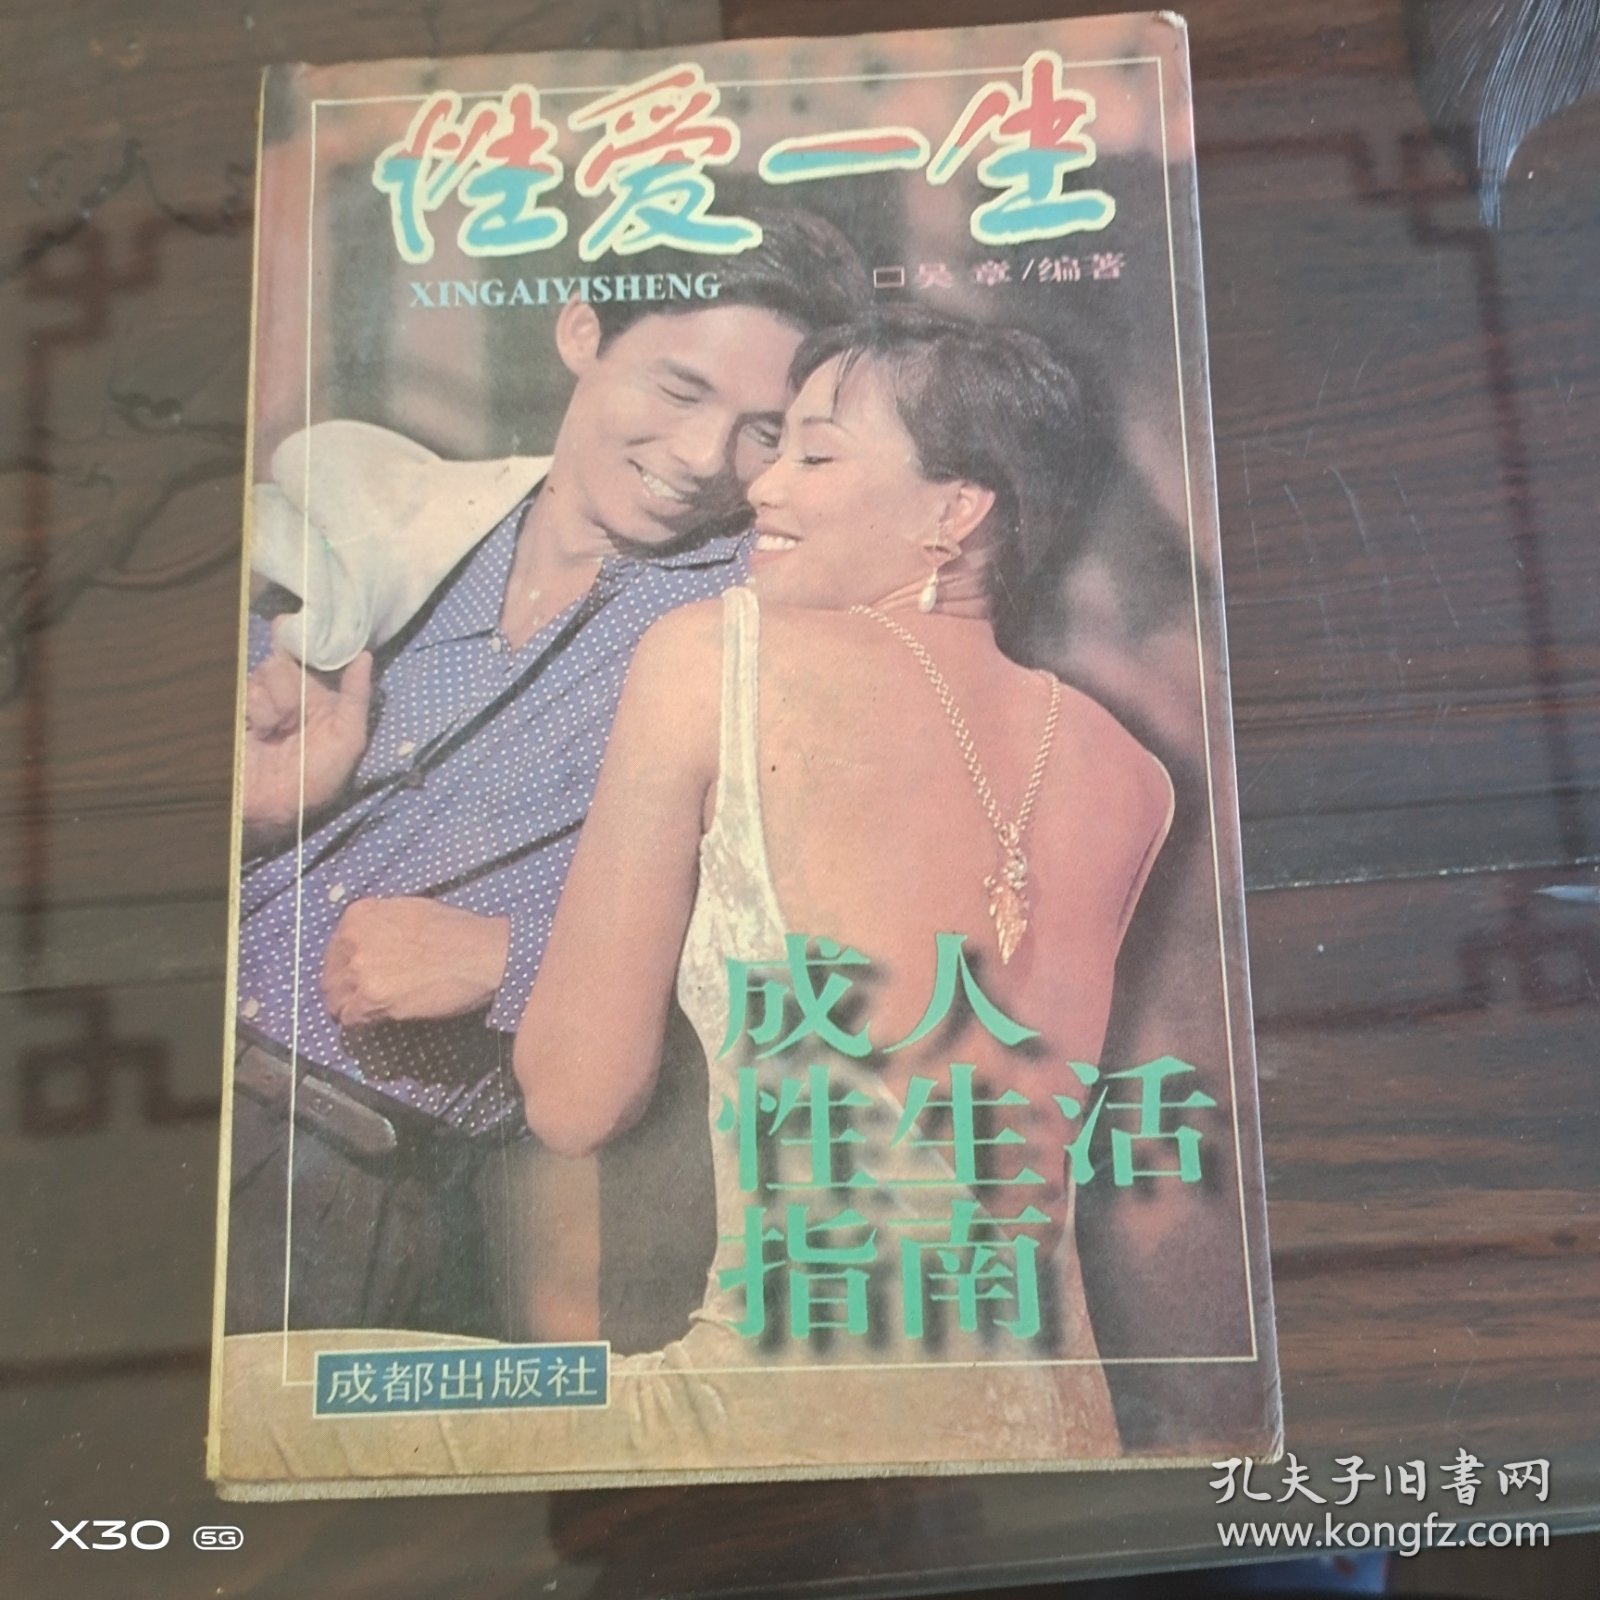 性爱一生
XINGAIYISHENG
□吴章/编著
成人
性生活
指南
成都出版社
孔夫子旧书网
www.kongfz.com
X30 5G